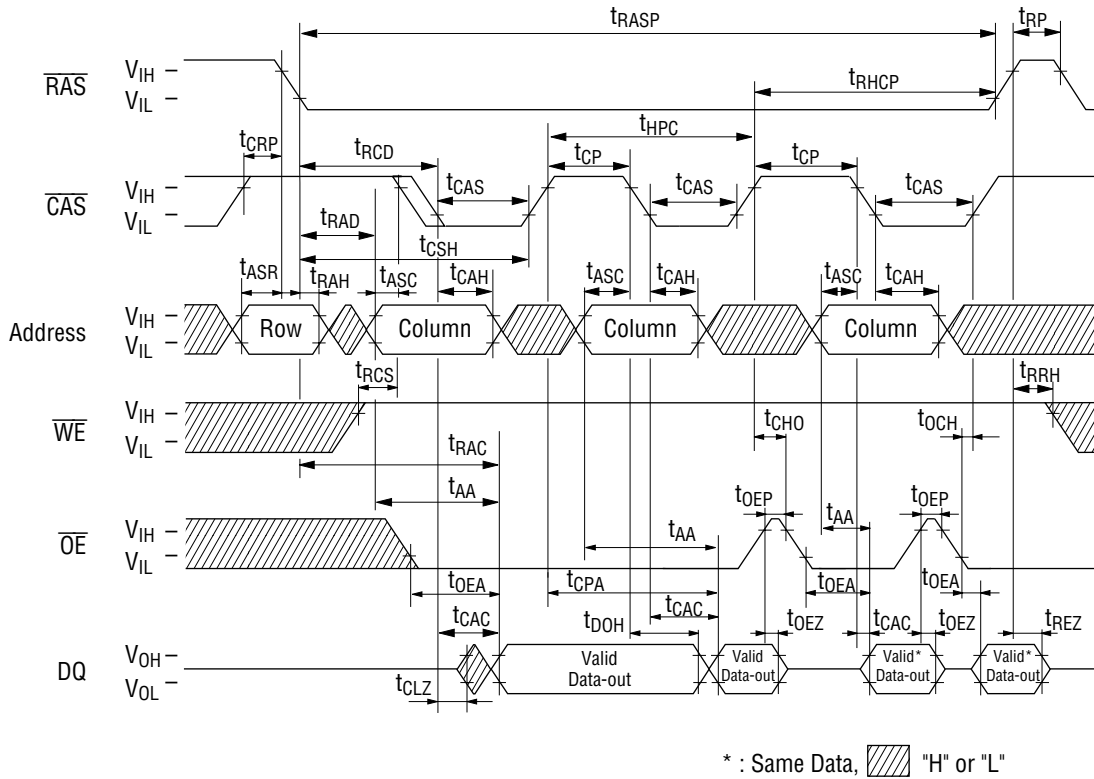 tRASP tRP
RAS VIH VIL
tRHCP
tHPC
tCRP tRCD tCP tCP
CAS VIH VIL
tCAS tCAS tCAS
tRAD
tCSH
tASR tRAH tASC tCAH tASC tCAH tASC tCAH
Address VIH VIL
Row Column Column Column
tRCS tRRH
WE VIH VIL
tCHO tOCH
tRAC
tAA tOEP tOEP
OE VIH VIL
tAA tAA
tOEA tCPA tOEA tOEA
tCAC tDOH tCAC tOEZ tCAC tOEZ tREZ
DQ VOH VOL
Valid Data-out
Valid Data-out
Valid* Data-out
Valid* Data-out
tCLZ
* : Same Data, "H" or "L"